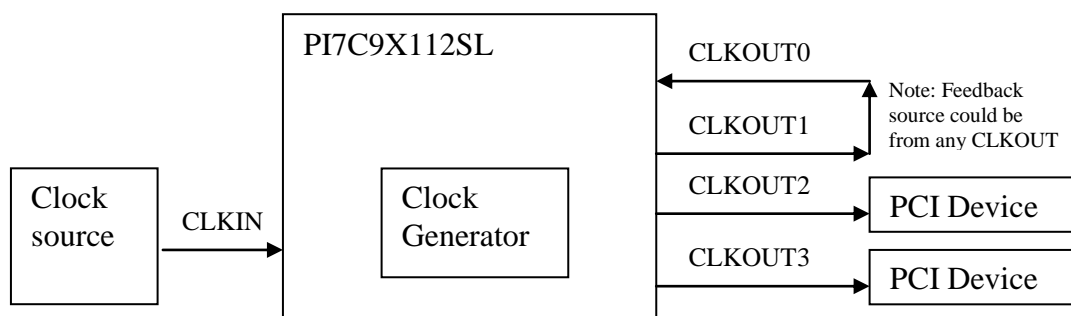 PI7C9X112SL
CLKOUT0
Note: Feedback
source could be
from any CLKOUT
CLKOUT1
Clock
source
CLKIN
Clock
Generator
CLKOUT2
PCI Device
CLKOUT3
PCI Device